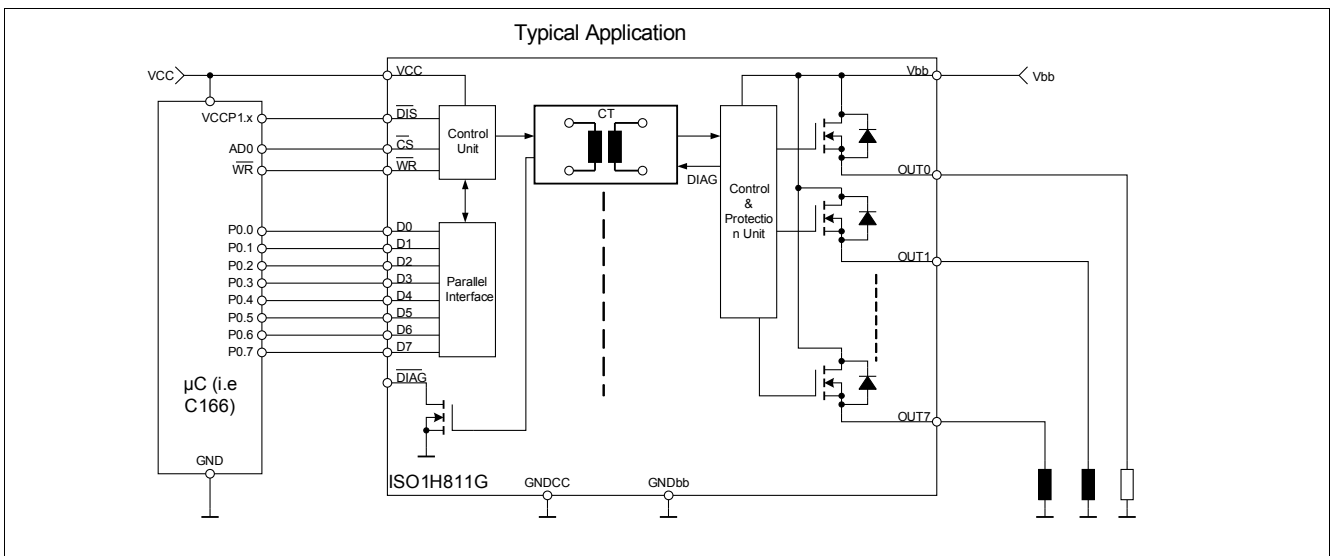 Typical Application
VCC
VCC
Vbb
Vbb
VCCP1.x
DIS
Control
Unit
CT
AD0
CS
WR
WR
DIAG
OUT0
Control
&
Protectio
n Unit
P0.0
D0
P0.1
D1
P0.2
D2
P0.3
D3
P0.4
D4
P0.5
D5
P0.6
D6
P0.7
D7
Parallel
Interface
OUT1
µC (i.e
C166)
DIAG
OUT7
GND
ISO1H811G
GNDCC
GNDbb